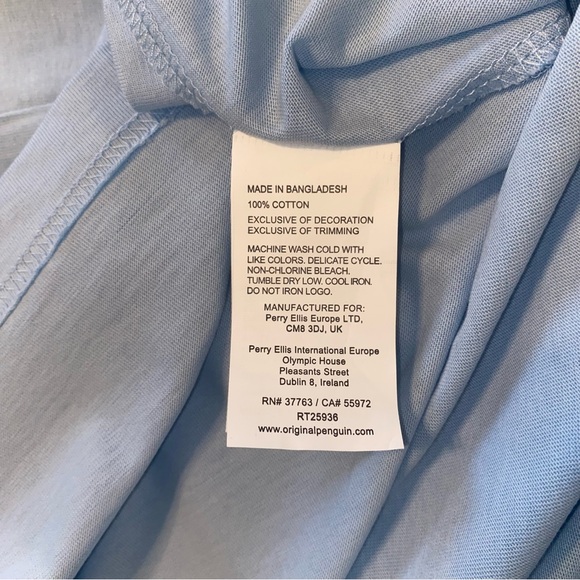 MADE IN BANGLADESH
100% COTTON
EXCLUSIVE OF DECORATION
EXCLUSIVE OF TRIMMING
MACHINE WASH COLD WITH
LIKE COLORS. DELICATE CYCLE.
NON-CHLORINE BLEACH.
TUMBLE DRY LOW. COOL IRON.
DO NOT IRON LOGO.
MANUFACTURED FOR:
Perry Ellis Europe LTD,
CM8 3DJ, UK
Perry Ellis International Europe
Olympic House
Pleasants Street
Dublin 8, Ireland
RN# 37763 / CA# 55972
RT25936
www.originalpenguin.com